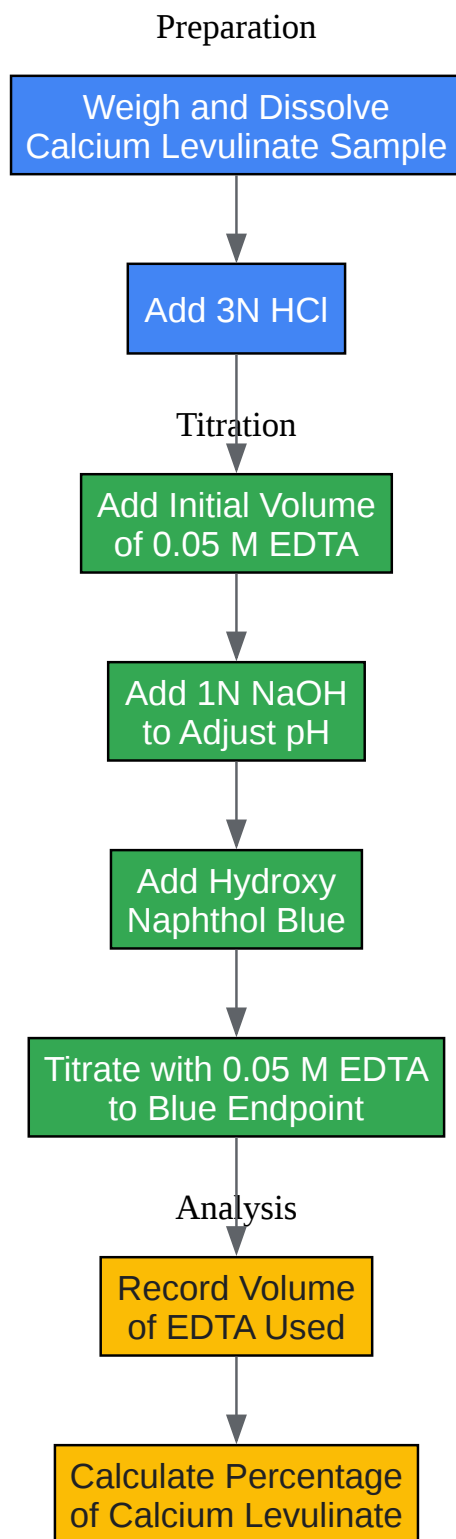 Preparation
Weigh and Dissolve
Calcium Levulinate Sample
Add 3N HCl
Titration
Add Initial Volume
of 0.05 M EDTA
Add 1N NaOH
to Adjust pH
Add Hydroxy
Naphthol Blue
Titrate with 0.05 M EDTA
to Blue Endpoint
Analysis
Record Volume
of EDTA Used
Calculate Percentage
of Calcium Levulinate